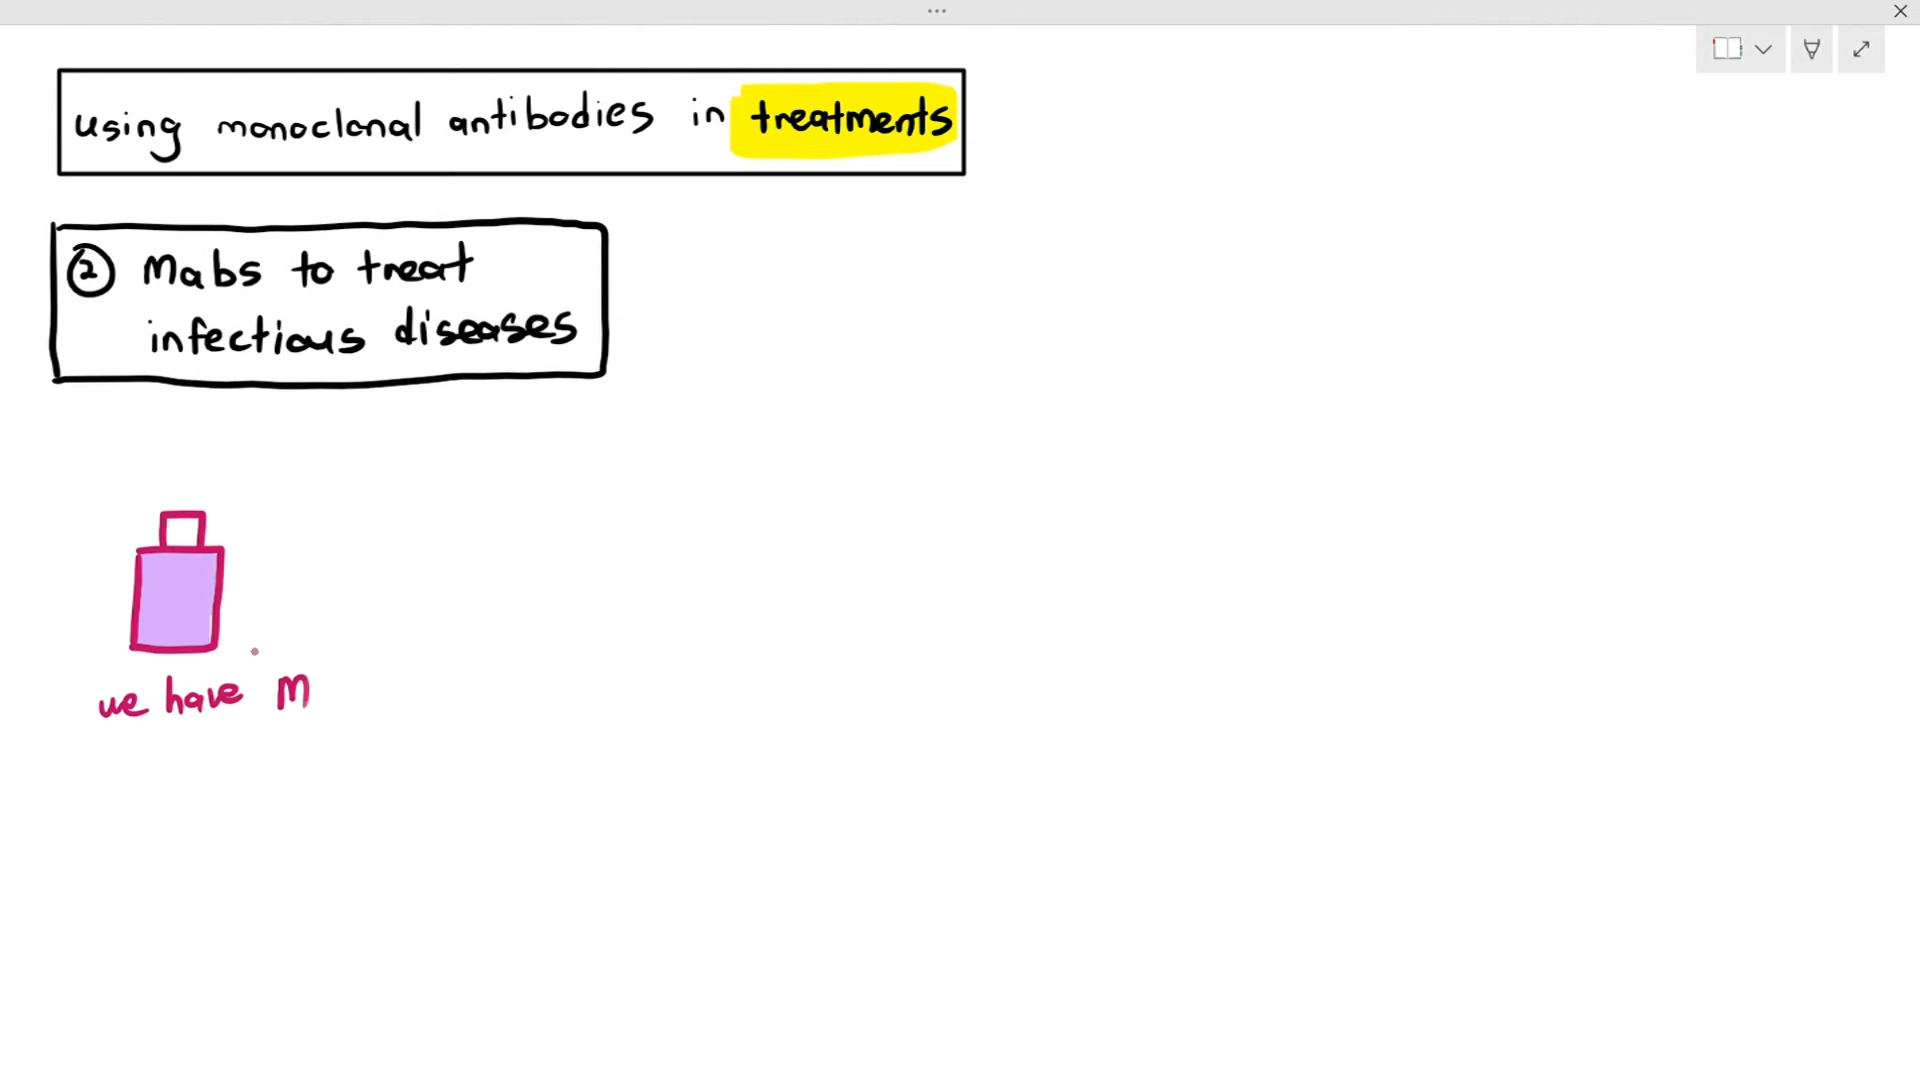 using monoclonal antibodies in treatments
② Mabs to treat
infectious diseases
we have M